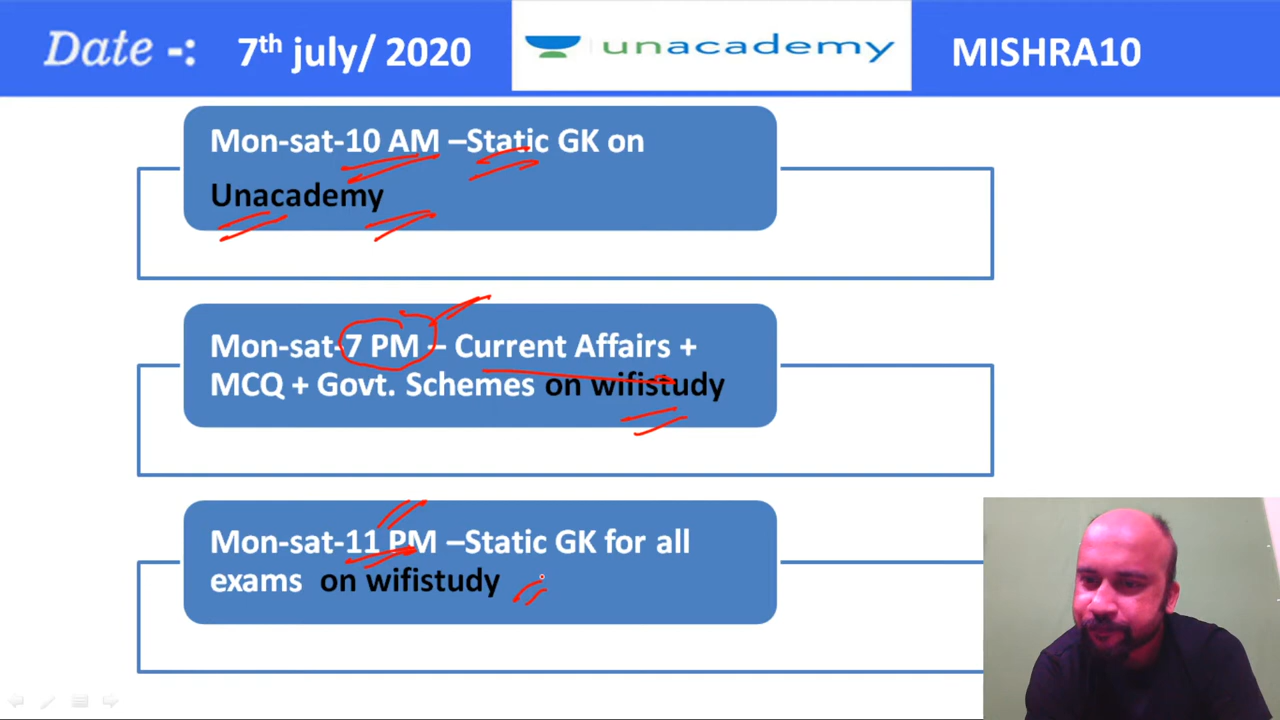 Date -: 7th july/ 2020 unacademy MISHRA10
Mon-sat-10 AM –Static GK on
Unacademy
Mon-sat-7 PM – Current Affairs +
MCQ + Govt. Schemes on wifistudy
Mon-sat-11 PM –Static GK for all
exams on wifistudy